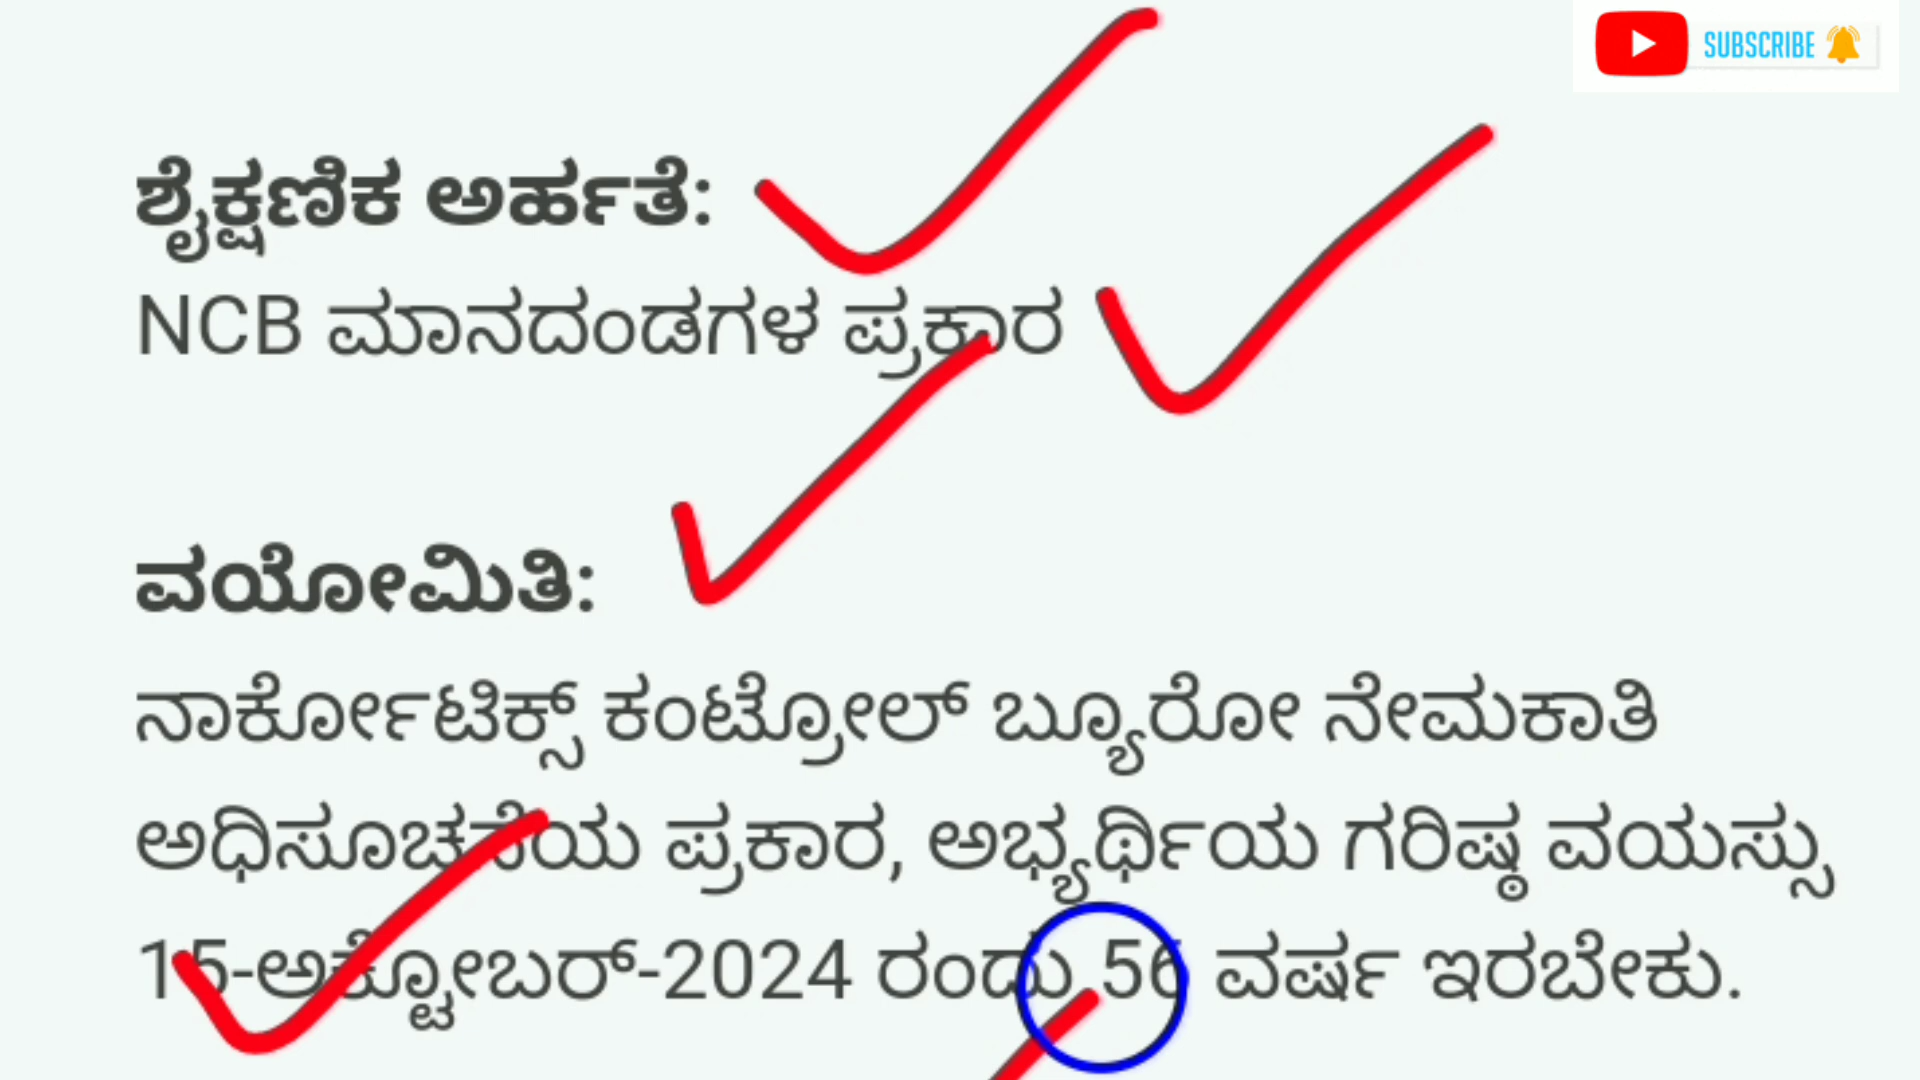 SUBSCRIBE
ಶೈಕ್ಷಣಿಕ ಅರ್ಹತೆ:
NCB ಮಾನದಂಡಗಳ ಪ್ರಕಾರ
ವಯೋಮಿತಿ:
ನಾರ್ಕೋಟಿಕ್ಸ್ ಕಂಟ್ರೋಲ್ ಬ್ಯೂರೋ ನೇಮಕಾತಿ
ಅಧಿಸೂಚನೆಯ ಪ್ರಕಾರ, ಅಭ್ಯರ್ಥಿಯ ಗರಿಷ್ಠ ವಯಸ್ಸು
15-ಅಕ್ಟೋಬರ್-2024 ರಂದು 56 ವರ್ಷ ಇರಬೇಕು.